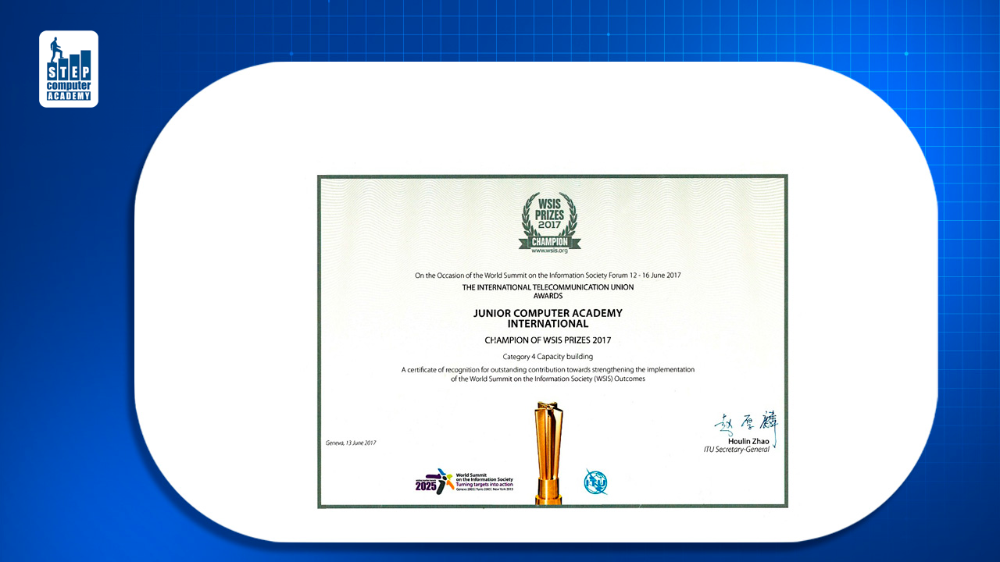 STEP
computer
ACADEMY
WSIS
PRIZES
2017
CHAMPION
www.wsis.org
On the Occasion of the World Summit on the Information Society Forum 12 - 16 June 2017
THE INTERNATIONAL TELECOMMUNICATION UNION
AWARDS
JUNIOR COMPUTER ACADEMY
INTERNATIONAL
CHAMPION OF WSIS PRIZES 2017
Category 4 Capacity building
A certificate of recognition for outstanding contribution towards strengthening the implementation
of the World Summit on the Information Society (WSIS) Outcomes
赵厚麟
Geneva, 13 June 2017
Houlin Zhao
ITU Secretary-General
2025
World Summit
on the Information Society
Turning targets into action
Geneva 2003 | Tunis 2005 | New York 2015
ITU